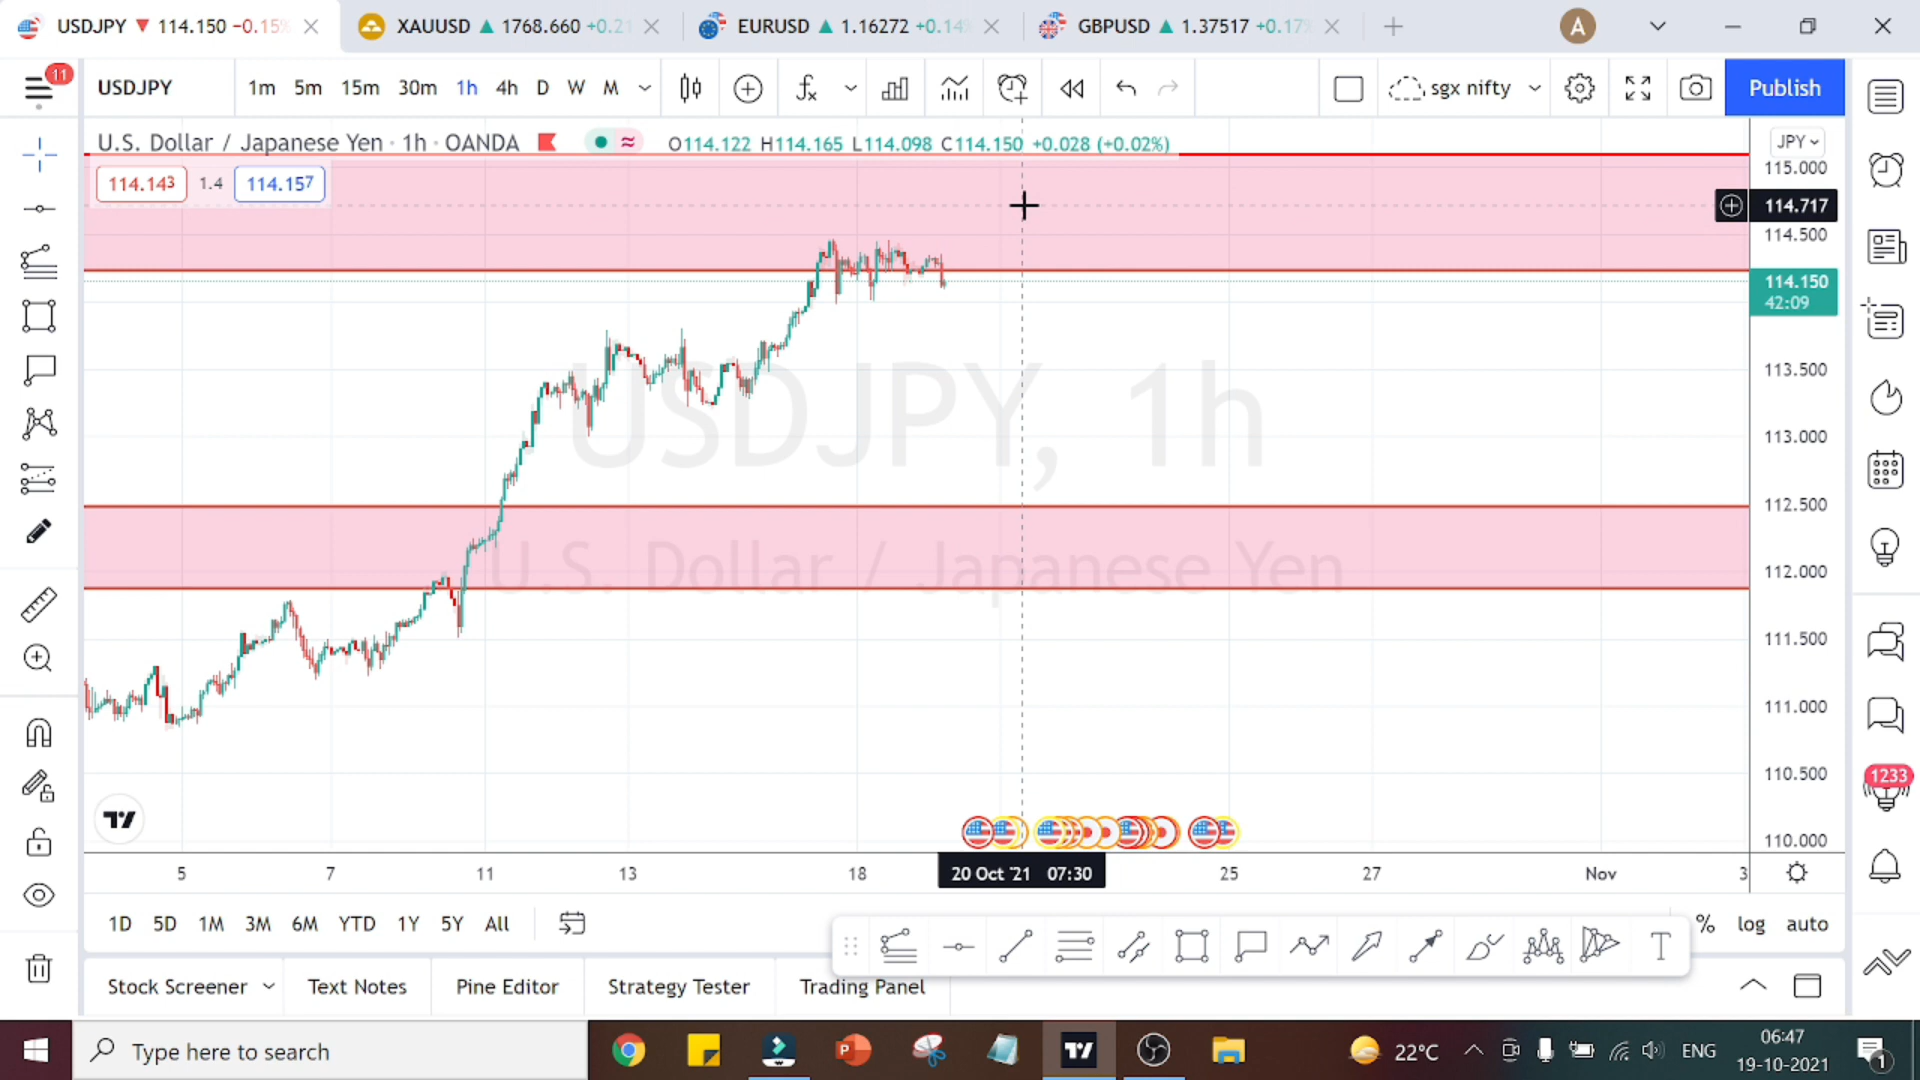 USDJPY ▼ 114.150 −0.15%
XAUUSD ▲ 1768.660 +0.21
EURUSD ▲ 1.16272 +0.14%
GBPUSD ▲ 1.37517 +0.17%
A
11
USDJPY
1m 5m 15m 30m 1h 4h D W M
sgx nifty
Publish
U.S. Dollar / Japanese Yen · 1h · OANDA
O114.122 H114.165 L114.098 C114.150 +0.028 (+0.02%)
JPY
114.143 1.4 114.157
115.000
114.717
114.500
114.150
42:09
113.500
113.000
112.500
112.000
111.500
111.000
110.500
110.000
USDJPY, 1h
U.S. Dollar / Japanese Yen
1233
5 7 11 13 18 20 Oct '21 07:30 25 27 Nov 3
1D 5D 1M 3M 6M YTD 1Y 5Y All
% log auto
T
Stock Screener Text Notes Pine Editor Strategy Tester Trading Panel
Type here to search
22°C
ENG
06:47
19-10-2021
1